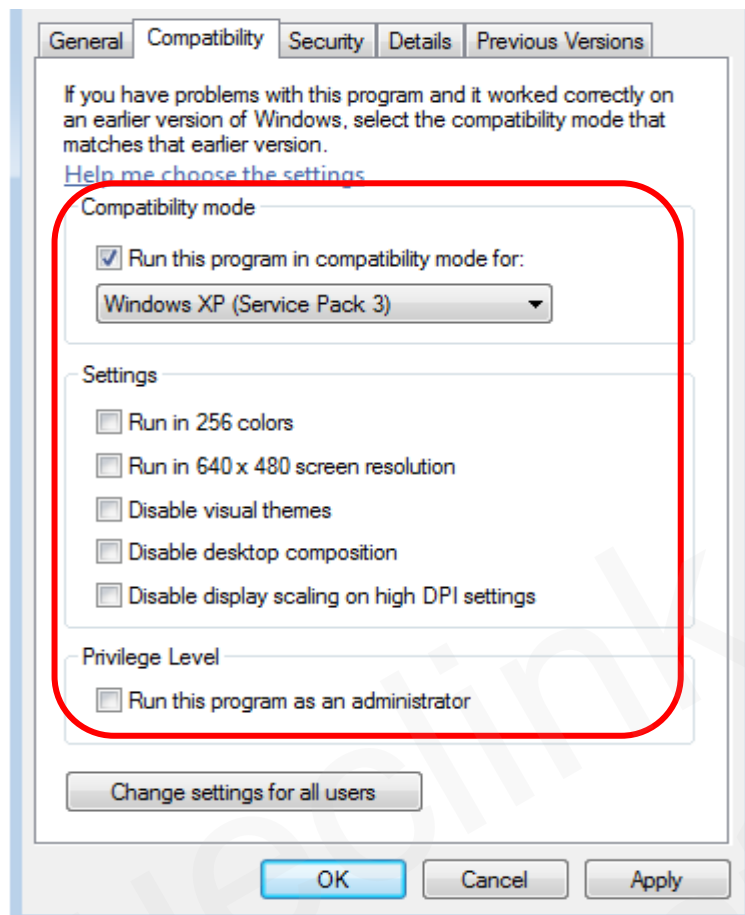 General Compatibility Security Details Previous Versions
If you have problems with this program and it worked correctly on
an earlier version of Windows, select the compatibility mode that
matches that earlier version.
Help me choose the settings
Compatibility mode
Run this program in compatibility mode for:
Windows XP (Service Pack 3)
Settings
Run in 256 colors
Run in 640 x 480 screen resolution
Disable visual themes
Disable desktop composition
Disable display scaling on high DPI settings
Privilege Level
Run this program as an administrator
Change settings for all users
OK Cancel Apply